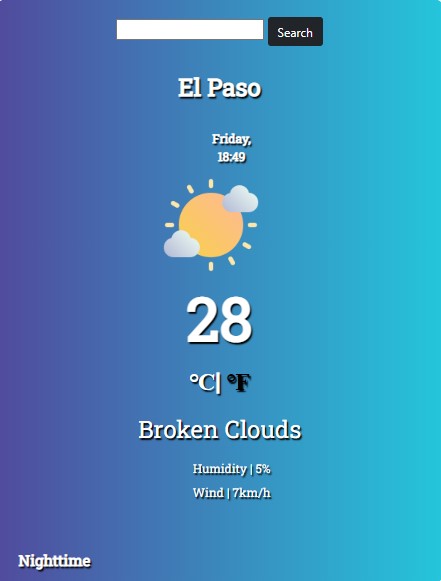 Search
El Paso
Friday,
18:49
28
°C| °F
Broken Clouds
Humidity | 5%
Wind | 7km/h
Nighttime